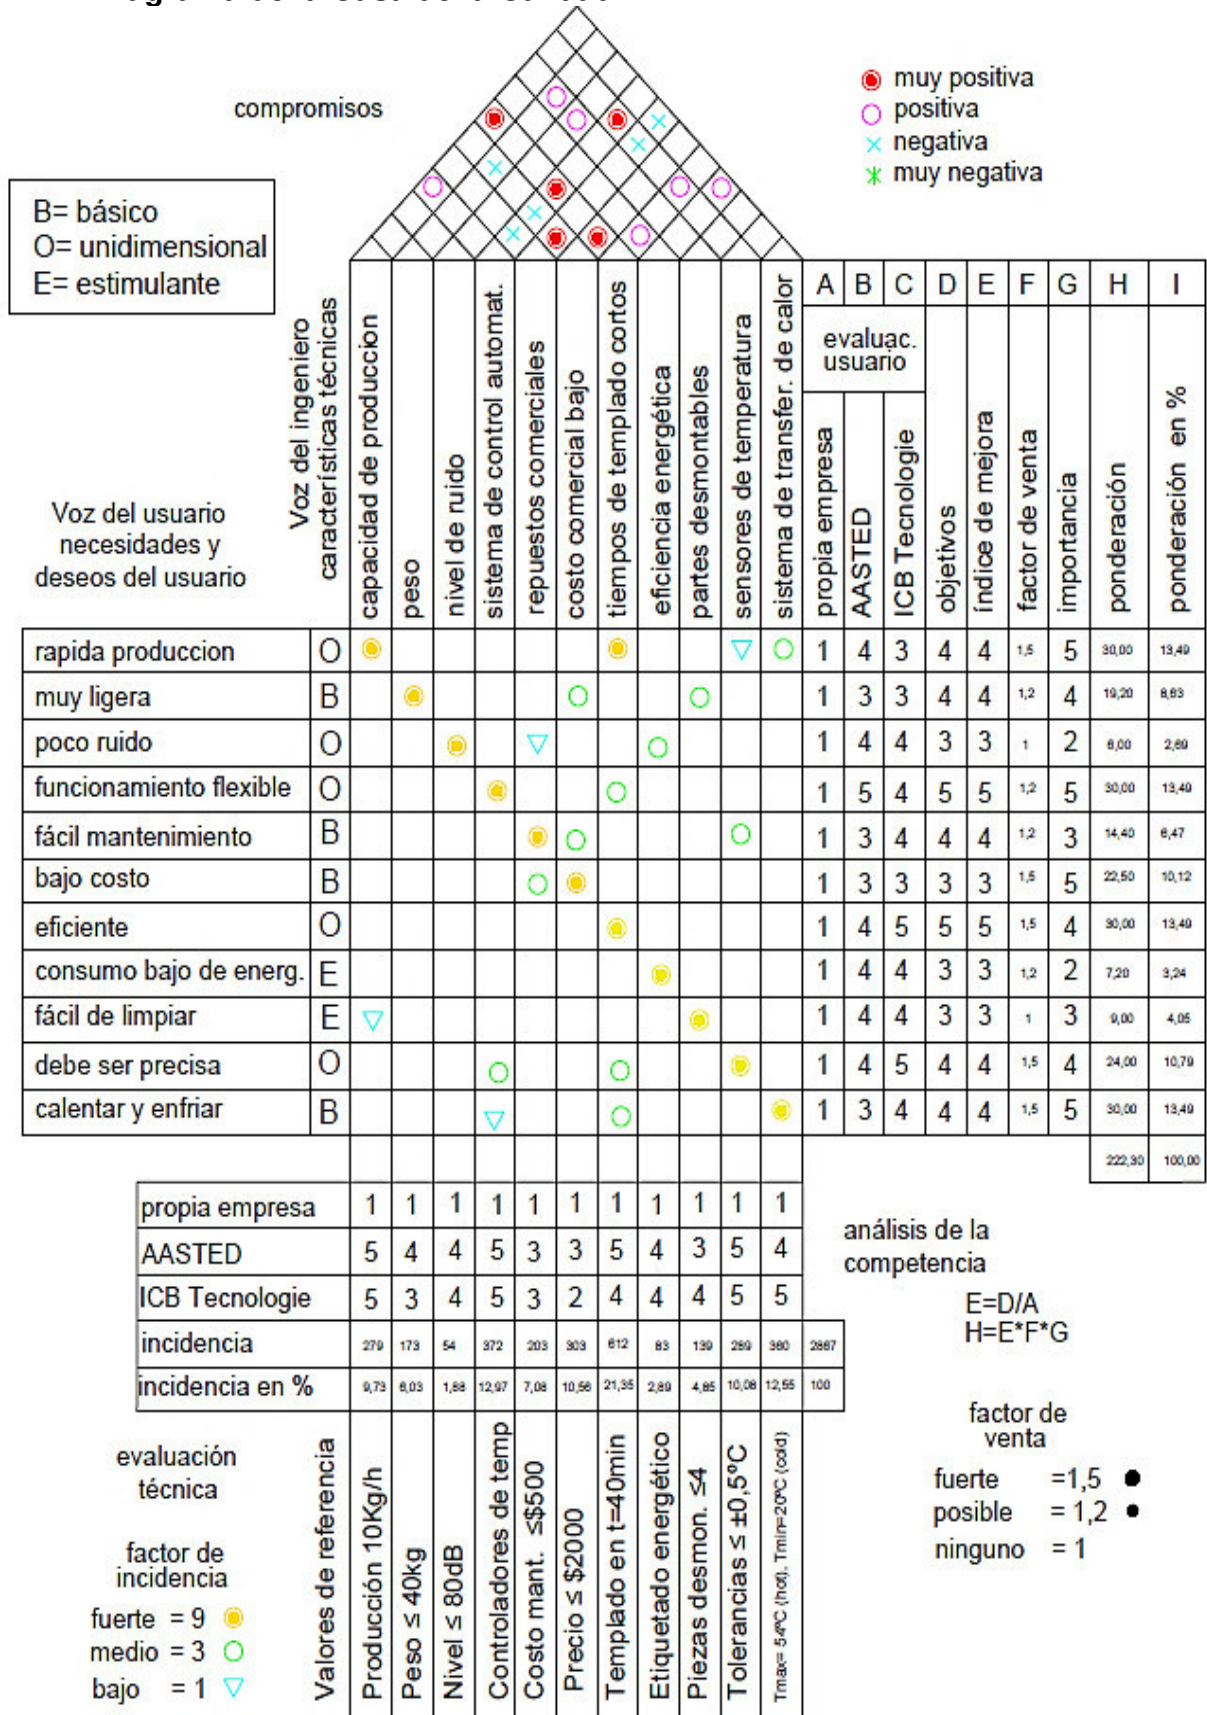 compromisos
muy positiva
positiva
negativa
muy negativa
B= básico
O= unidimensional
E= estimulante
Voz del ingeniero
características técnicas
capacidad de produccion
peso
nivel de ruido
sistema de control automat.
repuestos comerciales
costo comercial bajo
tiempos de templado cortos
eficiencia energética
partes desmontables
sensores de temperatura
sistema de transfer. de calor
A B C D E F G H I
evaluac.
usuario
propia empresa
AASTED
ICB Tecnologie
objetivos
índice de mejora
factor de venta
importancia
ponderación
ponderación en %
Voz del usuario
necesidades y
deseos del usuario
rapida produccion O 1 4 3 4 4 1,5 5 30,00 13,49
muy ligera B 1 3 3 4 4 1,2 4 19,20 8,63
poco ruido O 1 4 4 3 3 1 2 6,00 2,69
funcionamiento flexible O 1 5 4 5 5 1,2 5 30,00 13,49
fácil mantenimiento B 1 3 4 4 4 1,2 3 14,40 6,47
bajo costo B 1 3 3 3 3 1,5 5 22,50 10,12
eficiente O 1 4 5 5 5 1,5 4 30,00 13,49
consumo bajo de energ. E 1 4 4 3 3 1,2 2 7,20 3,24
fácil de limpiar E 1 4 4 3 3 1 3 9,00 4,05
debe ser precisa O 1 4 5 4 4 1,5 4 24,00 10,79
calentar y enfriar B 1 3 4 4 4 1,5 5 30,00 13,49
222,30 100,00
propia empresa 1 1 1 1 1 1 1 1 1 1 1
AASTED 5 4 4 5 3 3 5 4 3 5 4
ICB Tecnologie 5 3 4 5 3 2 4 4 4 5 5
incidencia 279 173 54 372 203 303 612 83 139 289 360 2867
incidencia en % 9,73 6,03 1,88 12,97 7,08 10,56 21,35 2,89 4,85 10,08 12,55 100
análisis de la
competencia
E=D/A
H=E*F*G
evaluación
técnica
Valores de referencia
Producción 10Kg/h
Peso ≤ 40kg
Nivel ≤ 80dB
Controladores de temp
Costo mant. ≤$500
Precio ≤ $2000
Templado en t=40min
Etiquetado energético
Piezas desmon. ≤4
Tolerancias ≤ ±0,5ºC
Tmax= 54ºC (hot), Tmin=20ºC (cold)
factor de
incidencia
fuerte = 9
medio = 3
bajo = 1
factor de
venta
fuerte =1,5
posible = 1,2
ninguno = 1